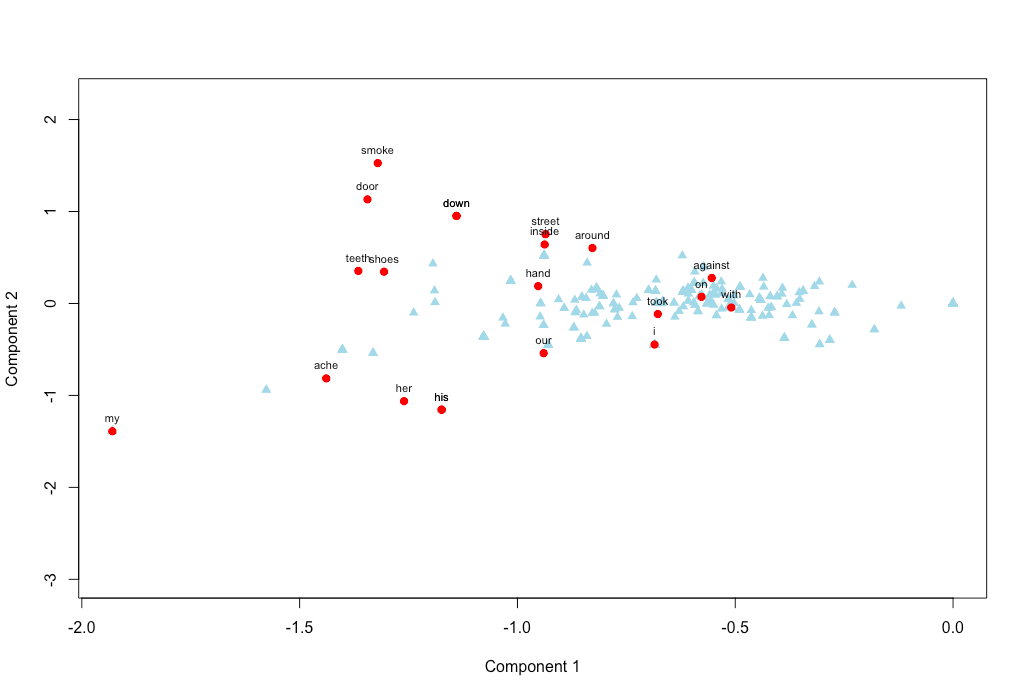 2
1
0
-1
-2
-3
Component 2
smoke
door
down
street
inside
around
teeth
shoes
hand
against
on
with
took
i
our
ache
her
his
my
-2.0
-1.5
-1.0
-0.5
0.0
Component 1